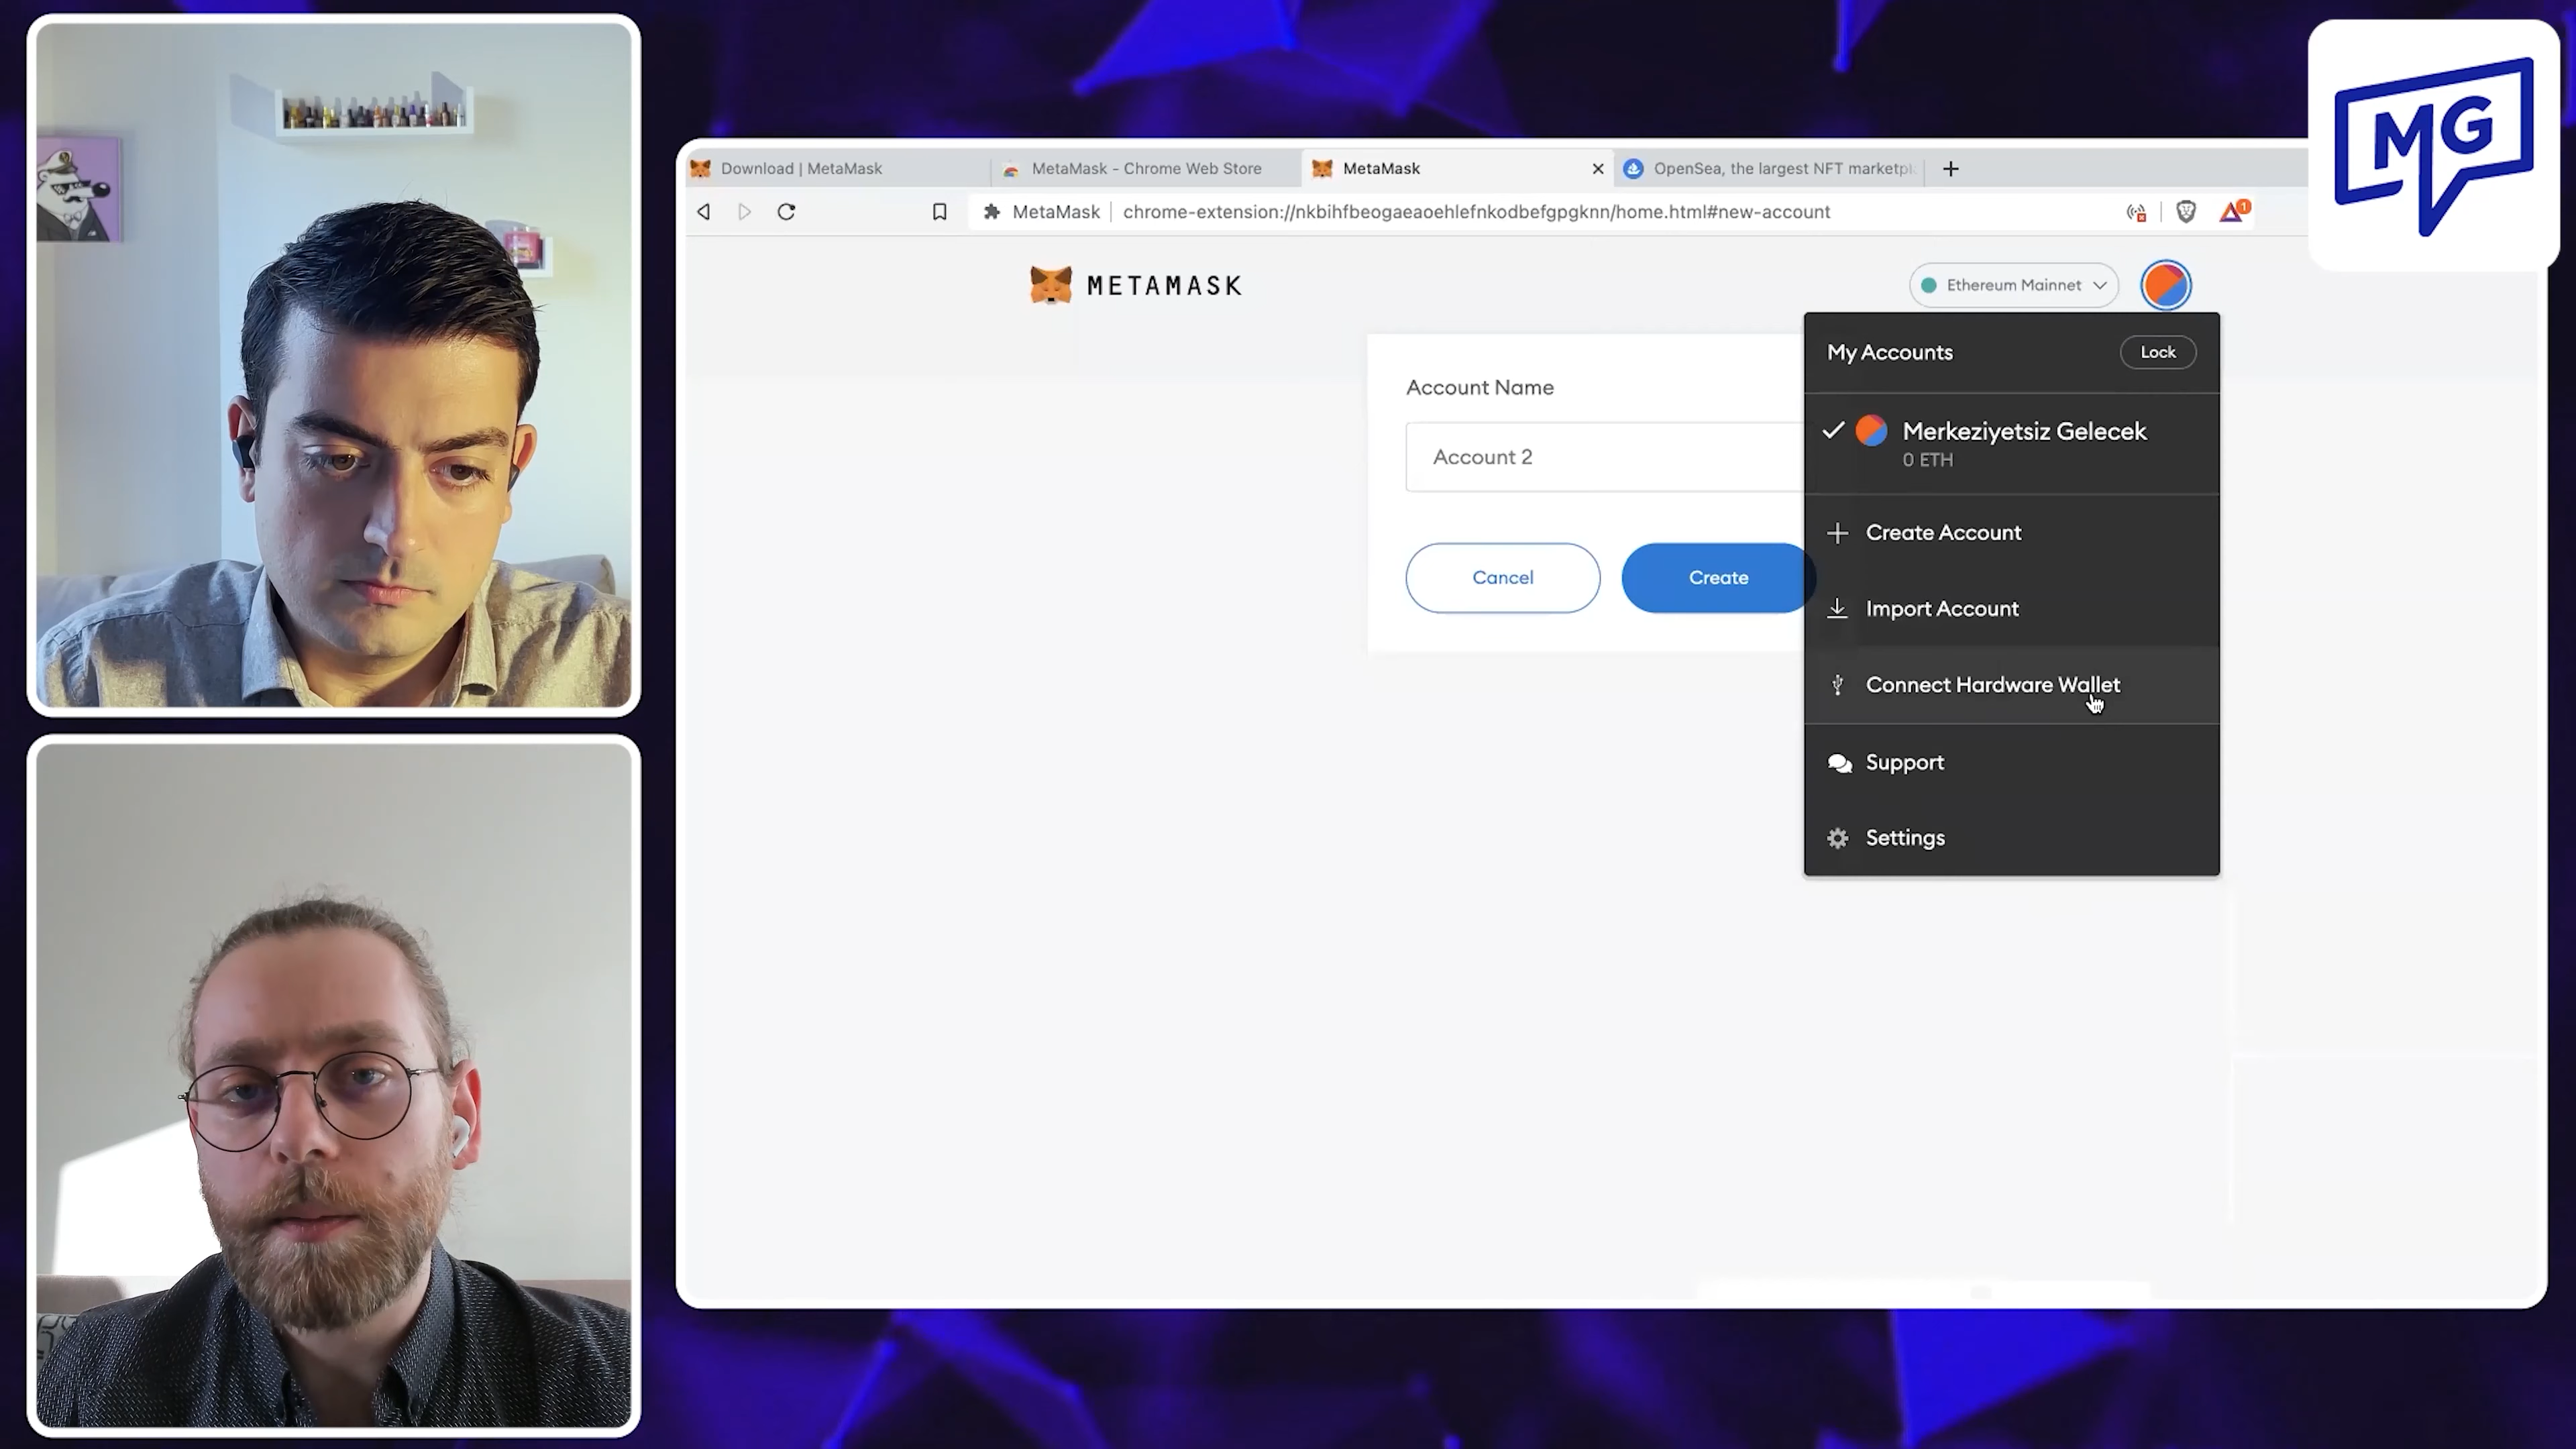 MG
Download | MetaMask
MetaMask - Chrome Web Store
MetaMask
OpenSea, the largest NFT marketpl
MetaMask
chrome-extension://nkbihfbeogaeaoehlefnkodbefgpgknn/home.html#new-account
1
METAMASK
Ethereum Mainnet
My Accounts
Lock
Account Name
Merkeziyetsiz Gelecek
0 ETH
Account 2
Create Account
Cancel
Create
Import Account
Connect Hardware Wallet
Support
Settings